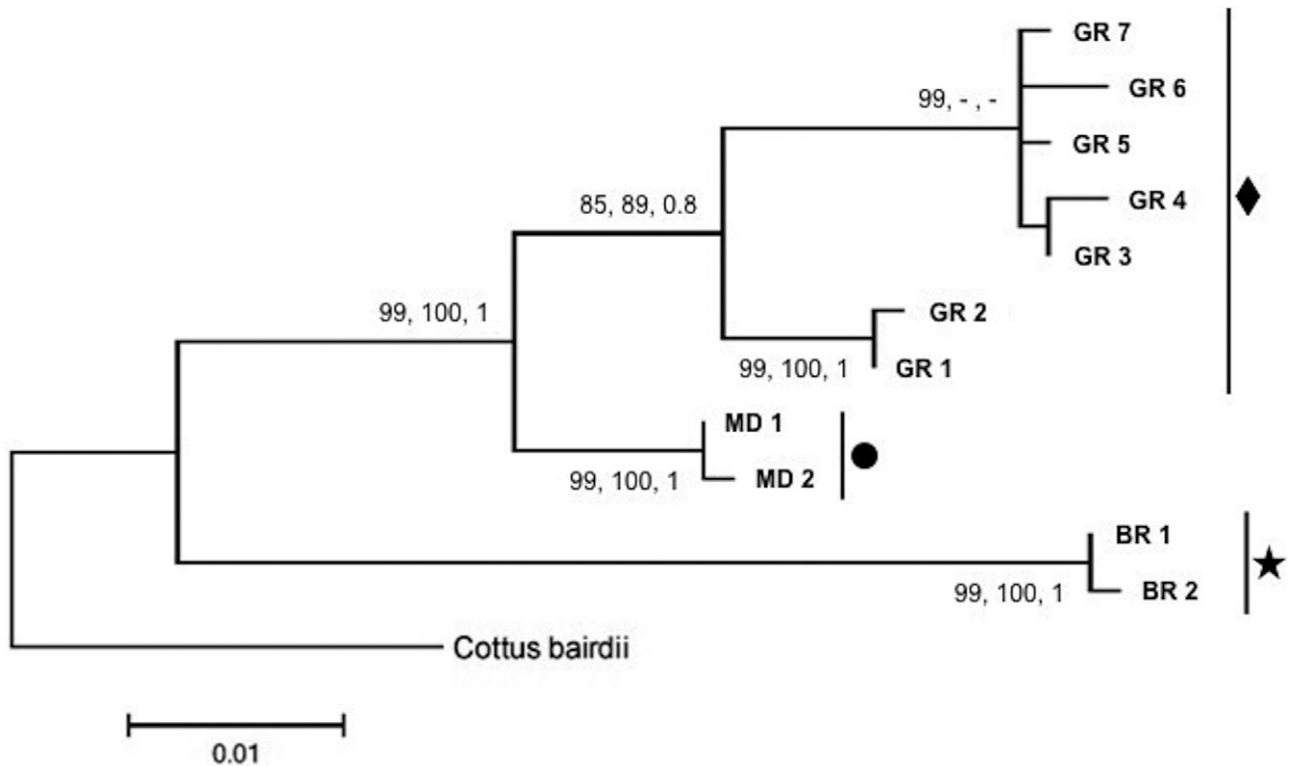 GR 7
99, - , -
GR 6
GR 5
85, 89, 0.8
GR 4
GR 3
99, 100, 1
GR 2
99, 100, 1
GR 1
MD 1
99, 100, 1
MD 2
BR 1
99, 100, 1
BR 2
Cottus bairdii
0.01